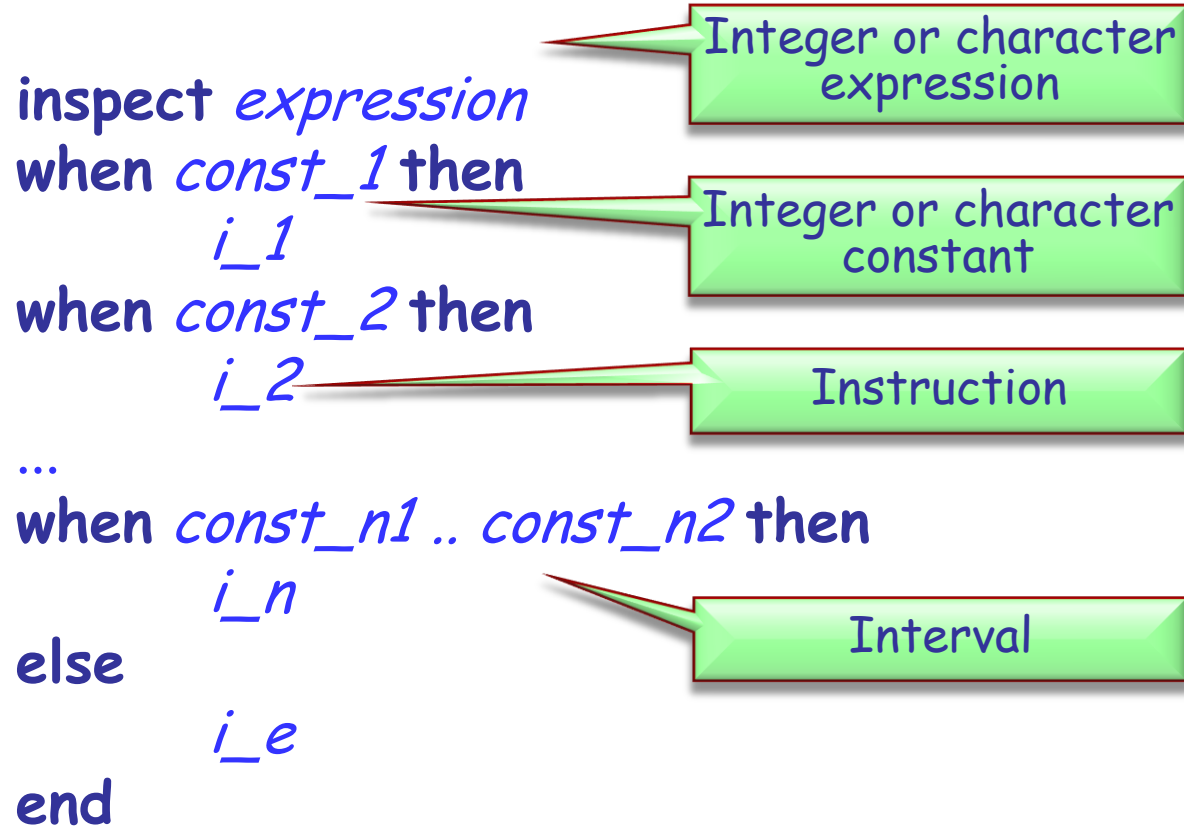 Integer or character
expression
inspect expression
when const_1 then
Integer or character
constant
i_1
when const_2 then
i_2
Instruction
...
when const_n1 .. const_n2 then
i_n
Interval
else
i_e
end